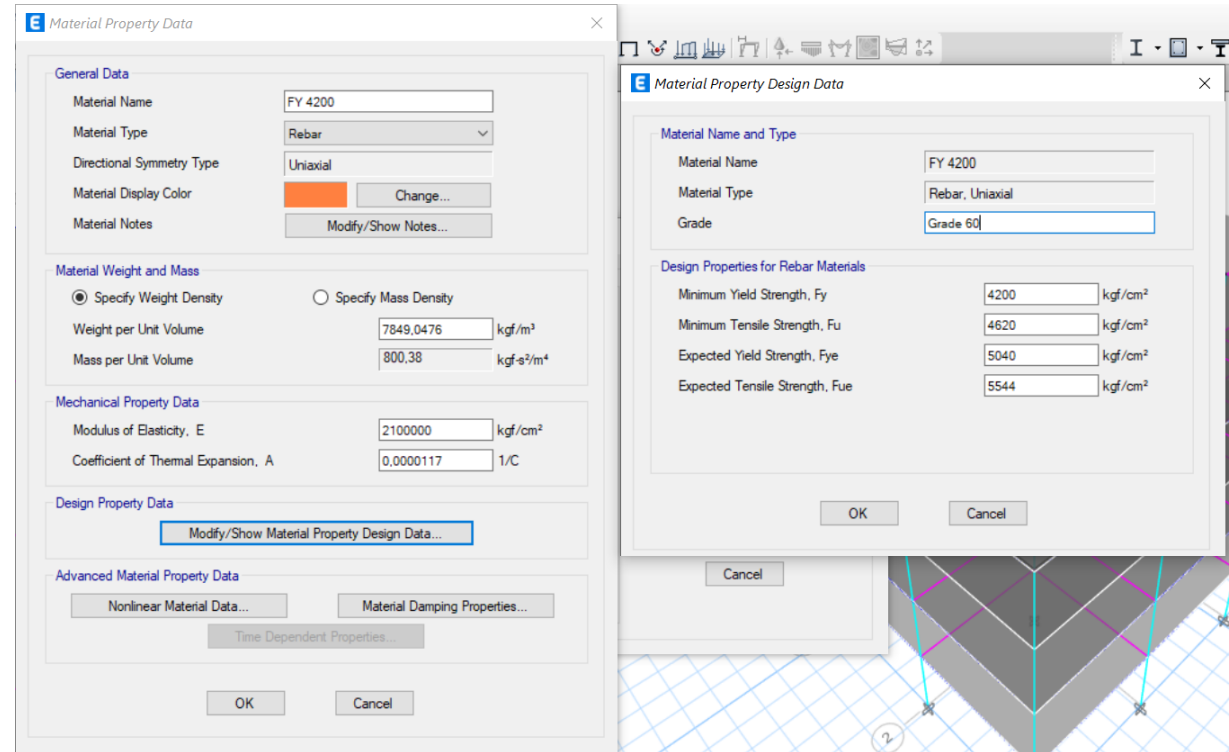 E Material Property Data
General Data
Material Name FY 4200
Material Type Rebar
Directional Symmetry Type Uniaxial
Material Display Color Change...
Material Notes Modify/Show Notes...
Material Weight and Mass
Specify Weight Density Specify Mass Density
Weight per Unit Volume 7849,0476 kgf/m³
Mass per Unit Volume 800,38 kgf-s²/m⁴
Mechanical Property Data
Modulus of Elasticity, E 2100000 kgf/cm²
Coefficient of Thermal Expansion, A 0,0000117 1/C
Design Property Data
Modify/Show Material Property Design Data...
Advanced Material Property Data
Nonlinear Material Data... Material Damping Properties...
Time Dependent Properties...
OK Cancel
E Material Property Design Data
Material Name and Type
Material Name FY 4200
Material Type Rebar, Uniaxial
Grade Grade 60
Design Properties for Rebar Materials
Minimum Yield Strength, Fy 4200 kgf/cm²
Minimum Tensile Strength, Fu 4620 kgf/cm²
Expected Yield Strength, Fye 5040 kgf/cm²
Expected Tensile Strength, Fue 5544 kgf/cm²
OK Cancel
Cancel
2